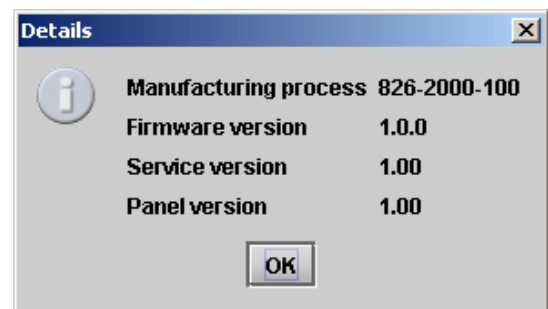 Details
Manufacturing process 826-2000-100
Firmware version 1.0.0
Service version 1.00
Panel version 1.00
OK